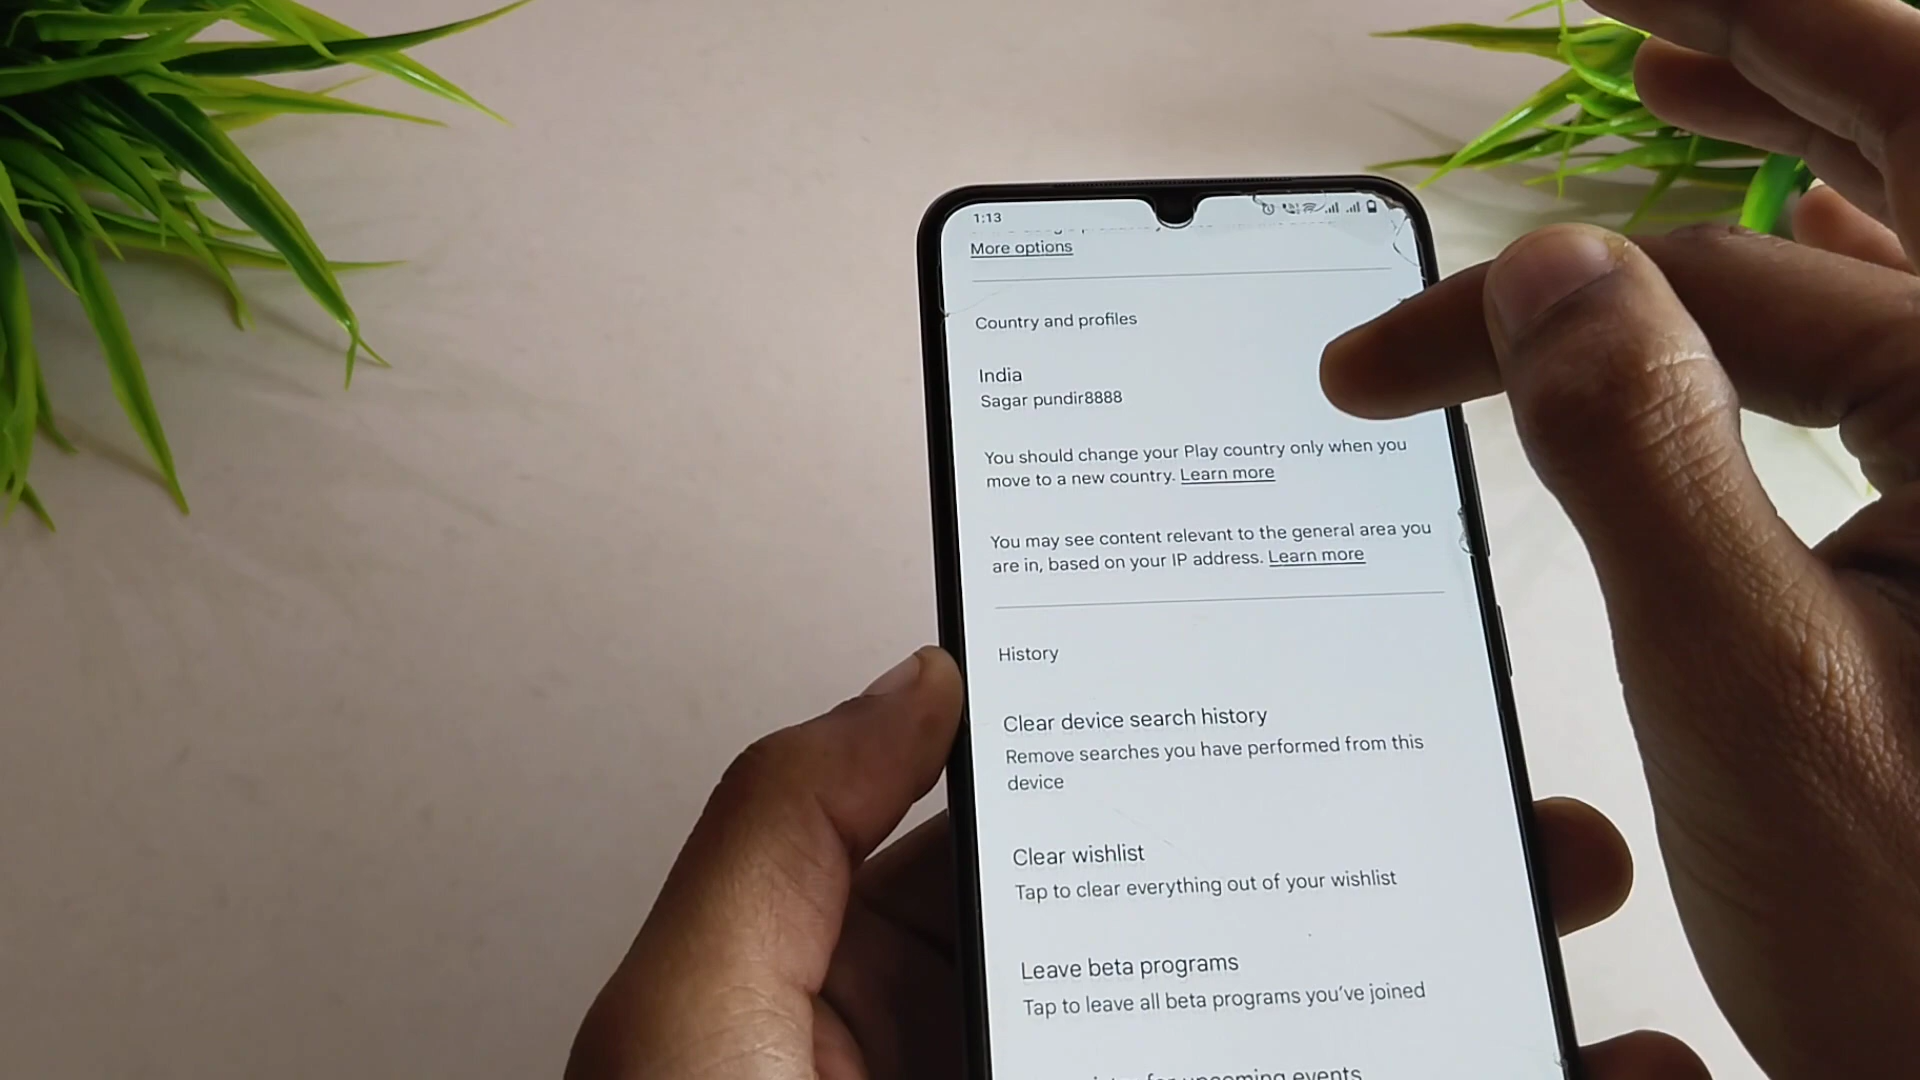 1:13
More options
Country and profiles
India
Sagar pundir8888
You should change your Play country only when you
move to a new country. Learn more
You may see content relevant to the general area you
are in, based on your IP address. Learn more
History
Clear device search history
Remove searches you have performed from this
device
Clear wishlist
Tap to clear everything out of your wishlist
Leave beta programs
Tap to leave all beta programs you've joined
for upcoming events